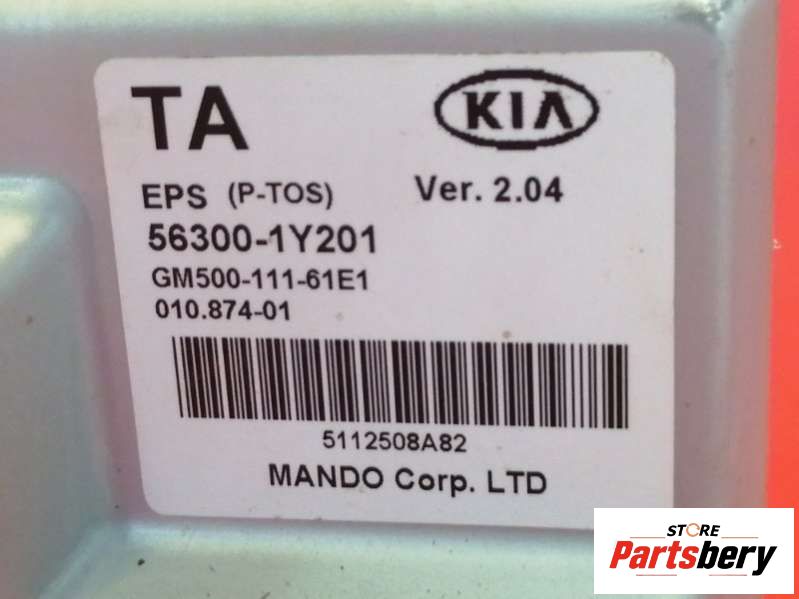 TA
KIA
EPS (P-TOS) Ver. 2.04
56300-1Y201
GM500-111-61E1
010.874-01
5112508A82
MANDO Corp. LTD
STORE
Partsbery